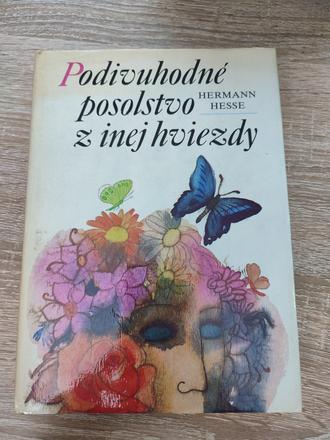 Podivuhodné
posolstvo
z inej hviezdy
HERMANN
HESSE